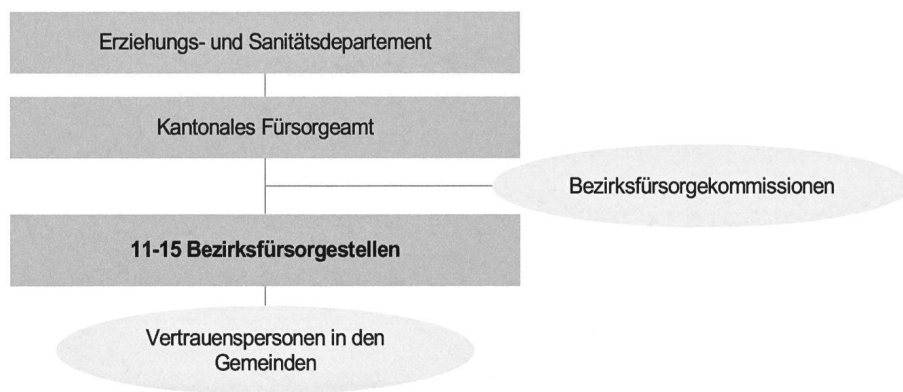 Erziehungs- und Sanitätsdepartement
Kantonales Fürsorgeamt
Bezirksfürsorgekommissionen
11-15 Bezirksfürsorgestellen
Vertrauenspersonen in den
Gemeinden